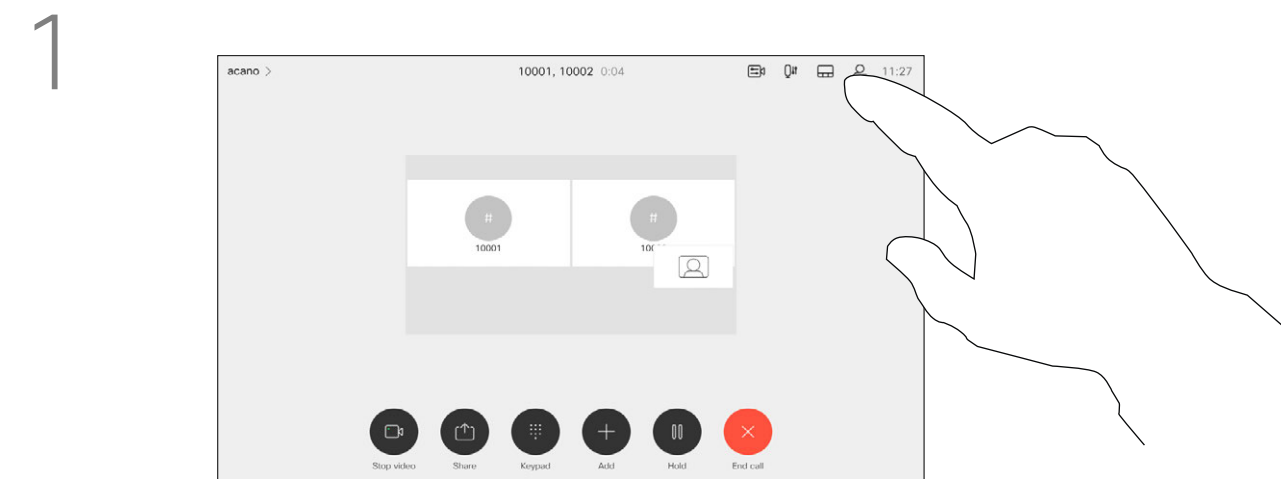 1
acano >
10001, 10002 0:04
11:27
#
#
10001
Stop video
Share
Keypad
Add
Hold
End call